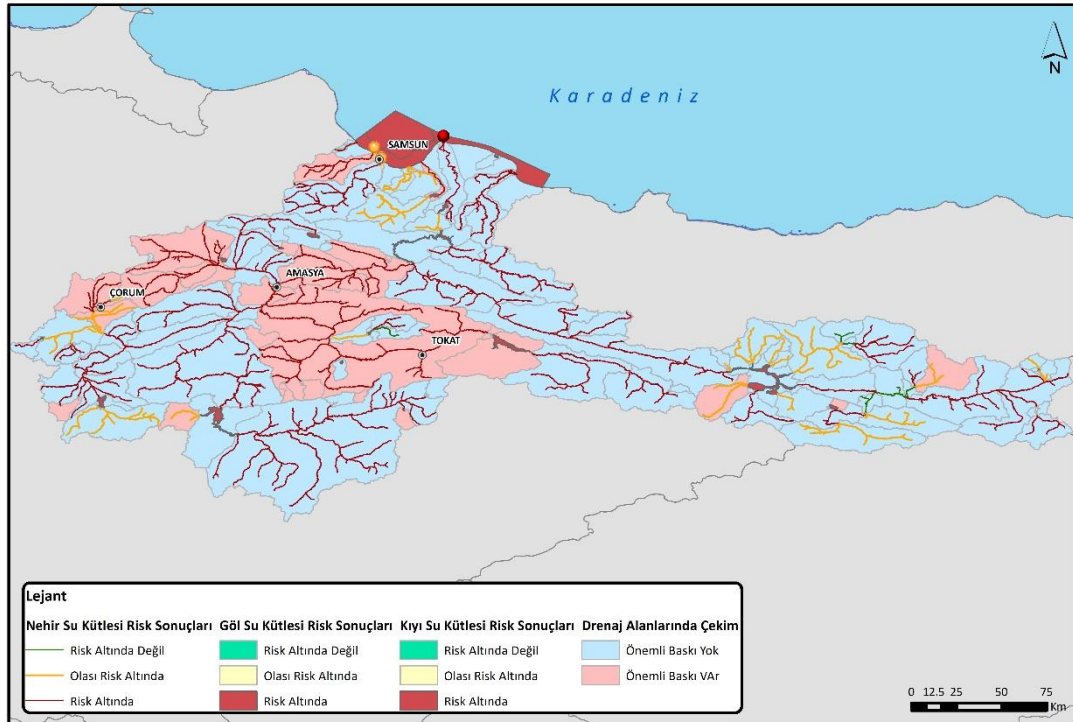 N
Karadeniz
SAMSUN
AMASYA
ÇORUM
TOKAT
Lejant
Nehir Su Kütlesi Risk Sonuçları Göl Su Kütlesi Risk Sonuçları Kıyı Su Kütlesi Risk Sonuçları Drenaj Alanlarında Çekim
Risk Altında Değil Risk Altında Değil Risk Altında Değil Önemli Baskı Yok
Olası Risk Altında Olası Risk Altında Olası Risk Altında Önemli Baskı VAr
Risk Altında Risk Altında Risk Altında
0 12.5 25 50 75
Km